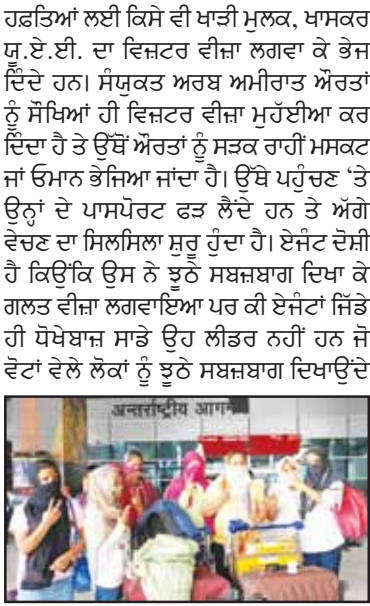 ਹਫ਼ਤਿਆਂ ਲਈ ਕਿਸੇ ਵੀ ਖਾੜੀ ਮੁਲਕ, ਖਾਸਕਰ
ਯੂ.ਏ.ਈ. ਦਾ ਵਿਜ਼ਟਰ ਵੀਜ਼ਾ ਲਗਵਾ ਕੇ ਭੇਜ
ਦਿੰਦੇ ਹਨ। ਸੰਯੁਕਤ ਅਰਬ ਅਮੀਰਾਤ ਔਰਤਾਂ
ਨੂੰ ਸੌਖਿਆਂ ਹੀ ਵਿਜ਼ਟਰ ਵੀਜ਼ਾ ਮੁਹੱਈਆ ਕਰ
ਦਿੰਦਾ ਹੈ ਤੇ ਉੱਥੋਂ ਔਰਤਾਂ ਨੂੰ ਸੜਕ ਰਾਹੀਂ ਮਸਕਟ
ਜਾਂ ਓਮਾਨ ਭੇਜਿਆ ਜਾਂਦਾ ਹੈ। ਉੱਥੇ ਪਹੁੰਚਣ ‘ਤੇ
ਉਨ੍ਹਾਂ ਦੇ ਪਾਸਪੋਰਟ ਫੜ ਲੈਂਦੇ ਹਨ ਤੇ ਅੱਗੇ
ਵੇਚਣ ਦਾ ਸਿਲਸਿਲਾ ਸ਼ੁਰੂ ਹੁੰਦਾ ਹੈ। ਏਜੰਟ ਦੋਸ਼ੀ
ਹੈ ਕਿਉਂਕਿ ਉਸ ਨੇ ਝੂਠੇ ਸਬਜ਼ਬਾਗ ਦਿਖਾ ਕੇ
ਗਲਤ ਵੀਜ਼ਾ ਲਗਵਾਇਆ ਪਰ ਕੀ ਏਜੰਟਾਂ ਜਿੱਡੇ
ਹੀ ਧੋਖੇਬਾਜ਼ ਸਾਡੇ ਉਹ ਲੀਡਰ ਨਹੀਂ ਹਨ ਜੋ
ਵੋਟਾਂ ਵੇਲੇ ਲੋਕਾਂ ਨੂੰ ਝੂਠੇ ਸਬਜ਼ਬਾਗ ਦਿਖਾਉਂਦੇ
अन्तर्राष्ट्रीय